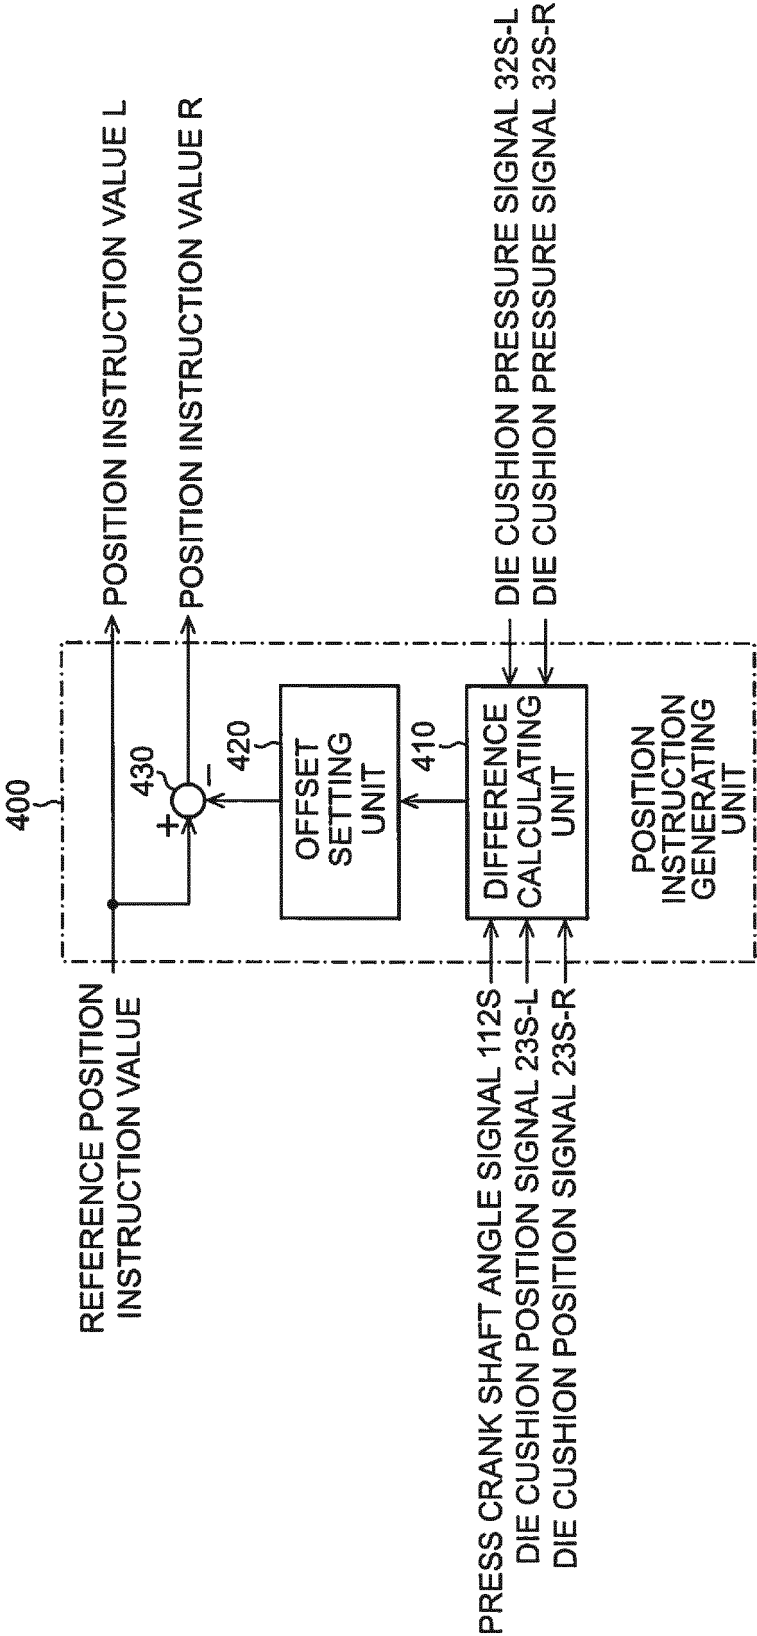 400
REFERENCE POSITION
INSTRUCTION VALUE
POSITION INSTRUCTION VALUE L
+
430
-
POSITION INSTRUCTION VALUE R
420
OFFSET
SETTING
UNIT
410
DIFFERENCE
CALCULATING
UNIT
PRESS CRANK SHAFT ANGLE SIGNAL 112S
DIE CUSHION POSITION SIGNAL 23S-L
DIE CUSHION POSITION SIGNAL 23S-R
DIE CUSHION PRESSURE SIGNAL 32S-L
DIE CUSHION PRESSURE SIGNAL 32S-R
POSITION
INSTRUCTION
GENERATING
UNIT